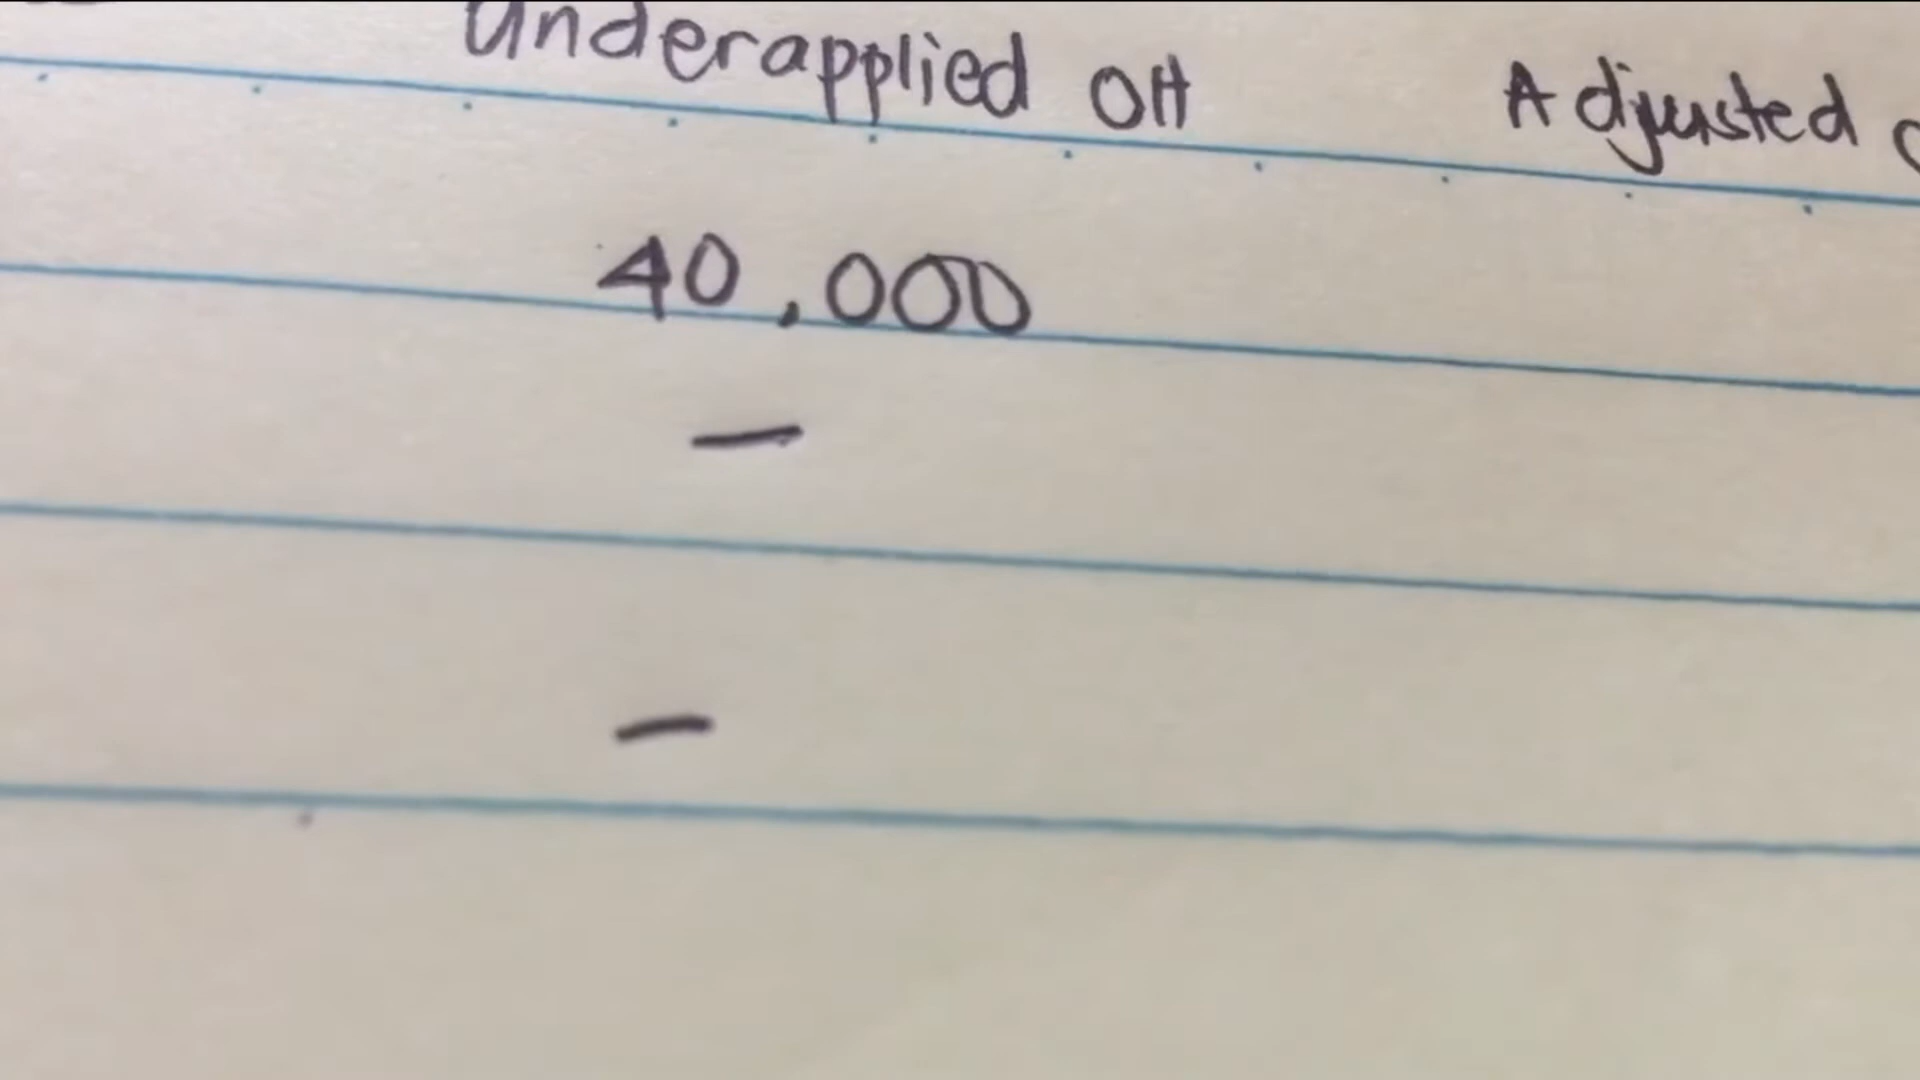 Underapplied OH Adjusted
40,000
—
—